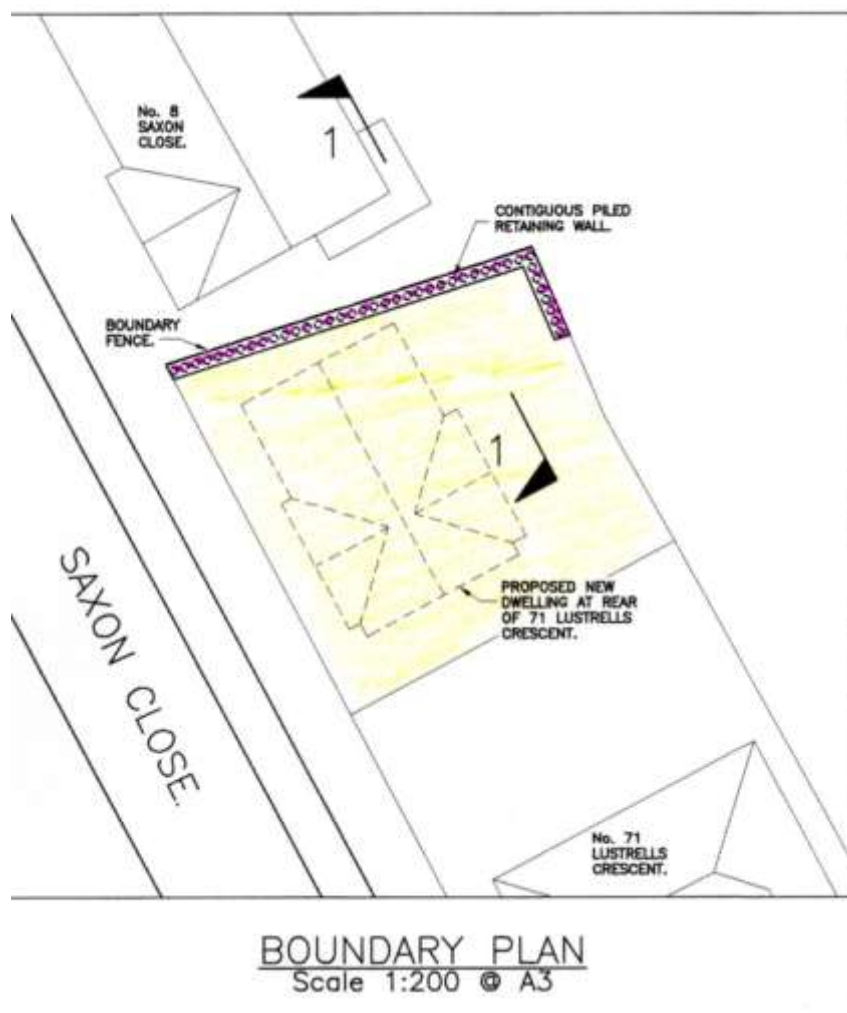 No. 8
SAXON
CLOSE.
1
CONTIGUOUS PILED
RETAINING WALL.
BOUNDARY
FENCE.
1
SAXON CLOSE.
PROPOSED NEW
DWELLING AT REAR
OF 71 LUSTRELLS
CRESCENT.
No. 71
LUSTRELLS
CRESCENT.
BOUNDARY PLAN
Scale 1:200 @ A3